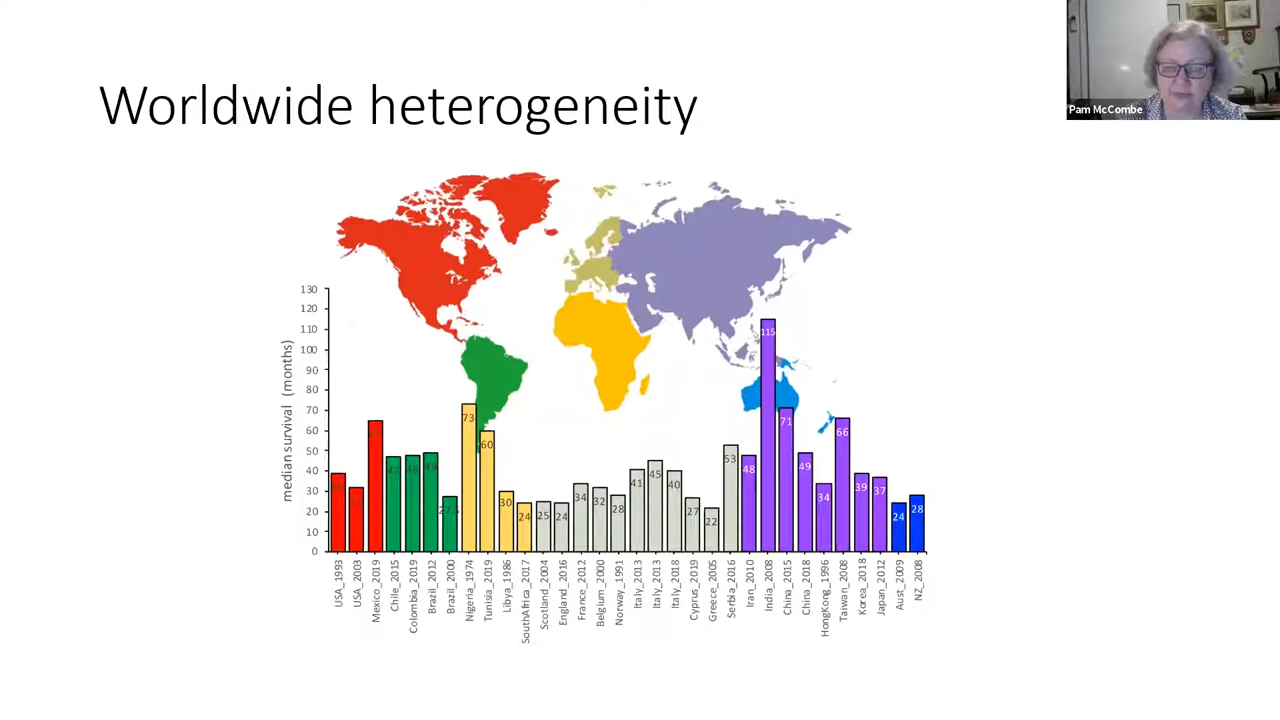 Pam McCombe
Worldwide heterogeneity
median survival (months)
130
120
110
100
90
80
70
60
50
40
30
20
10
0
47
48
49
73
60
30
24
25
24
34
32
28
41
45
40
27
22
53
48
115
71
49
34
66
39
37
24
28
USA_1993
USA_2003
Mexico_2019
Chile_2015
Colombia_2019
Brazil_2012
Brazil_2000
Nigeria_1974
Tunisia_2019
Libya_1986
SouthAfrica_2017
Scotland_2004
England_2016
France_2012
Belgium_2000
Norway_1991
Italy_2013
Italy_2013
Italy_2018
Cyprus_2019
Greece_2005
Serbia_2016
Iran_2010
India_2008
China_2015
China_2018
HongKong_1996
Taiwan_2008
Korea_2018
Japan_2012
Aust_2009
NZ_2008